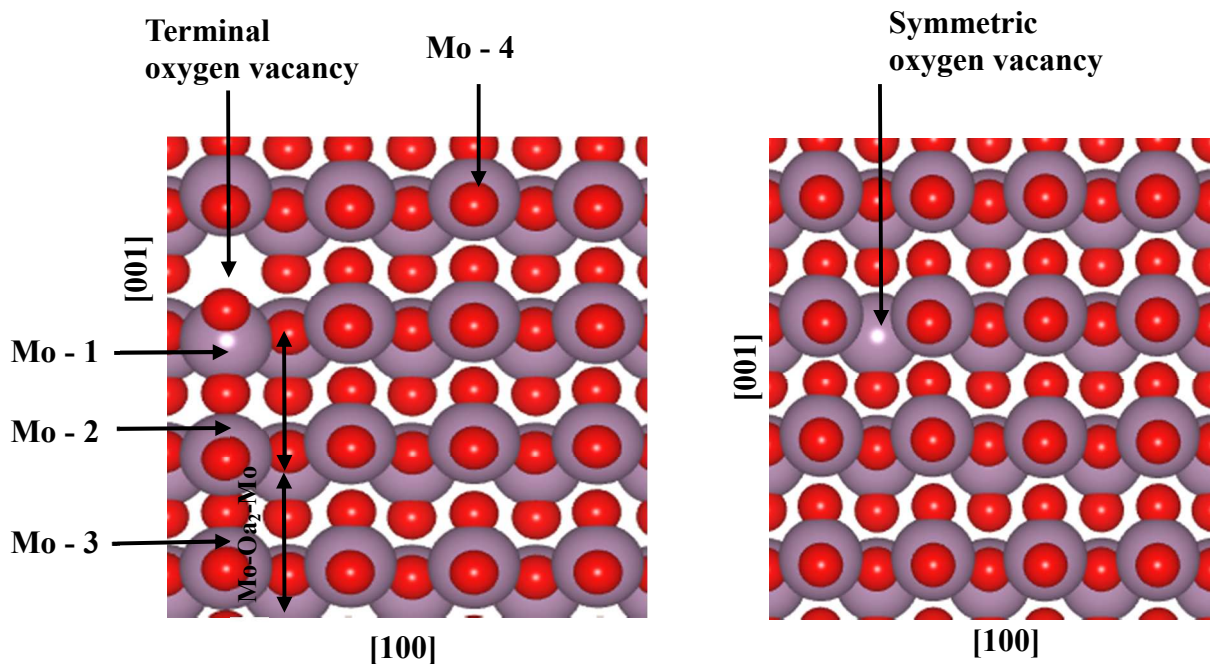 Terminal
oxygen vacancy
Mo - 4
[001]
Mo - 1
Mo - 2
Mo - 3
Mo-Oa₂-Mo
[100]
Symmetric
oxygen vacancy
[001]
[100]